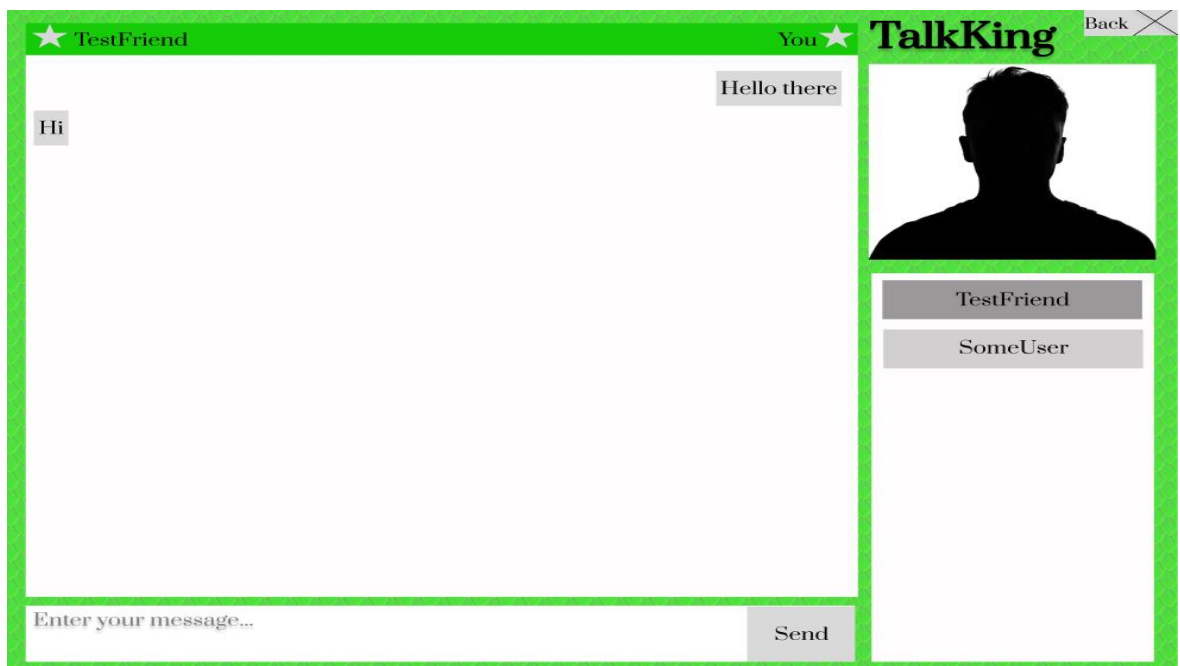 TestFriend
You
TalkKing
Back
Hello there
Hi
TestFriend
SomeUser
Enter your message...
Send